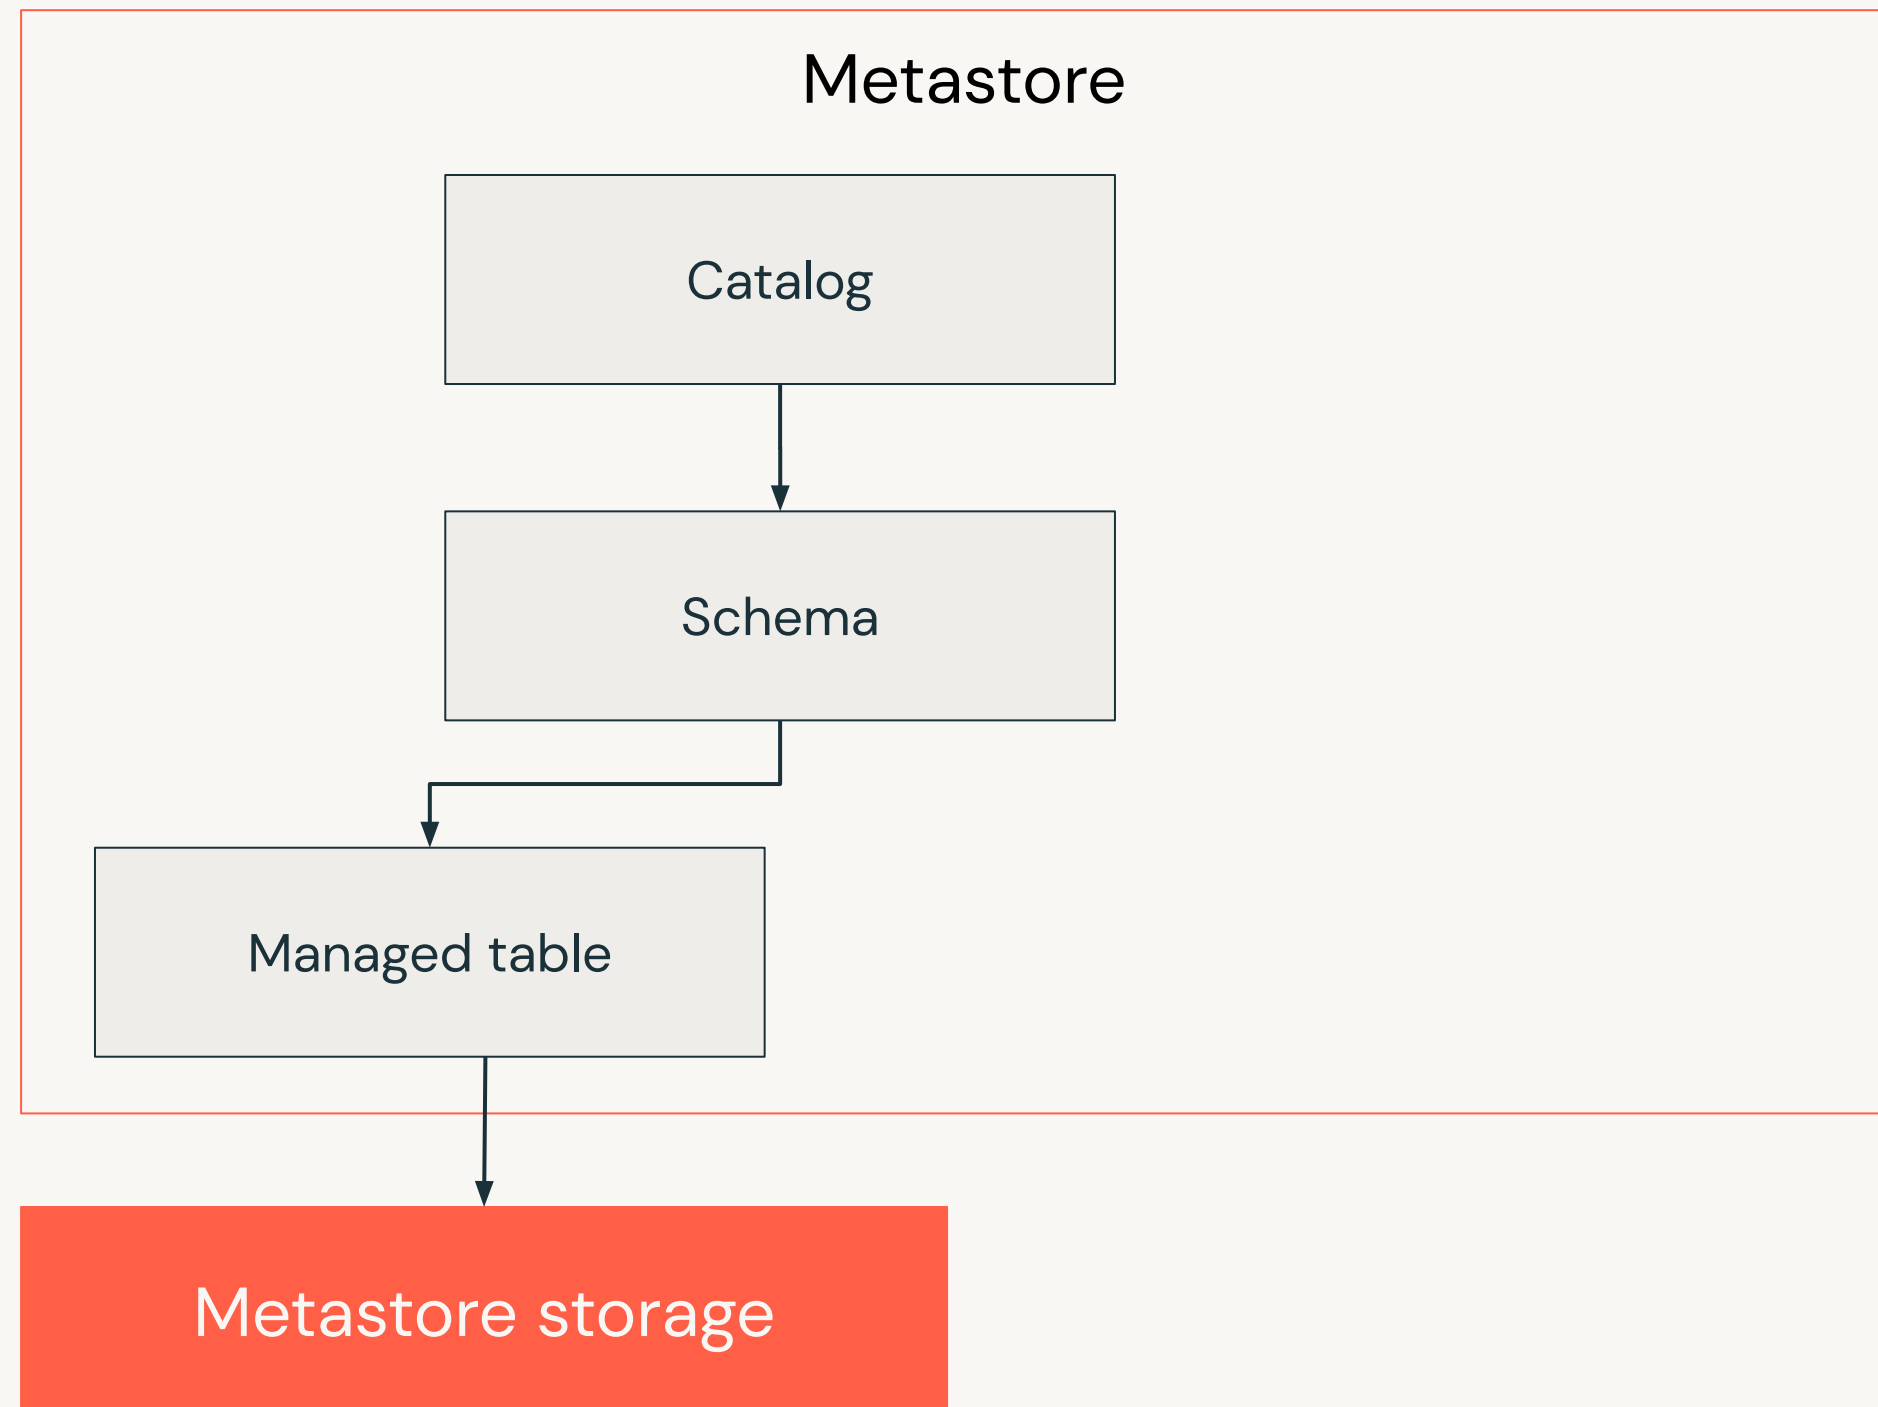 Metastore
Catalog
Schema
Managed table
Metastore storage